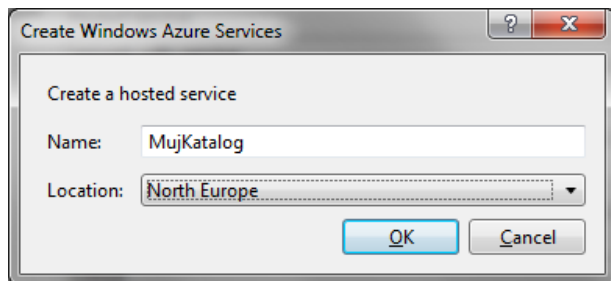 Create Windows Azure Services
?
Create a hosted service
Name: MujKatalog
Location: North Europe
OK Cancel